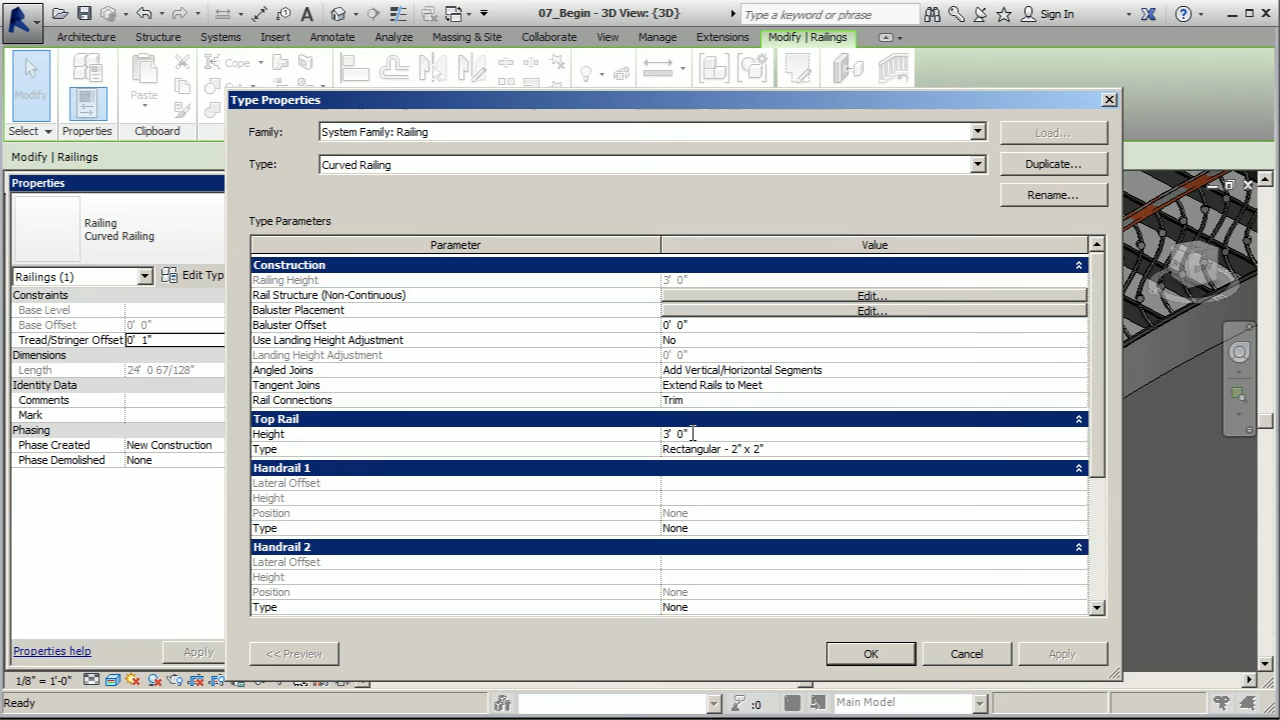 07_Begin - 3D View: {3D}
Type a keyword or phrase
Sign In
Architecture Structure Systems Insert Annotate Analyze Massing & Site Collaborate View Manage Extensions Modify | Railings
Modify
Paste
Cope
Select Properties Clipboard
Modify | Railings
Properties
Railing
Curved Railing
Railings (1)
Edit Typ
Constraints
Base Level
Base Offset 0' 0"
Tread/Stringer Offset 0' 1"
Dimensions
Length 24' 0 67/128"
Identity Data
Comments
Mark
Phasing
Phase Created New Construction
Phase Demolished None
Properties help
Apply
Type Properties
Family: System Family: Railing
Load...
Type: Curved Railing
Duplicate...
Rename...
Type Parameters
Parameter Value
Construction
Railing Height 3' 0"
Rail Structure (Non-Continuous) Edit...
Baluster Placement Edit...
Baluster Offset 0' 0"
Use Landing Height Adjustment No
Landing Height Adjustment 0' 0"
Angled Joins Add Vertical/Horizontal Segments
Tangent Joins Extend Rails to Meet
Rail Connections Trim
Top Rail
Height 3' 0"
Type Rectangular - 2" x 2"
Handrail 1
Lateral Offset
Height
Position None
Type None
Handrail 2
Lateral Offset
Height
Position None
Type None
<< Preview OK Cancel Apply
1/8" = 1'-0"
Ready
:0
Main Model